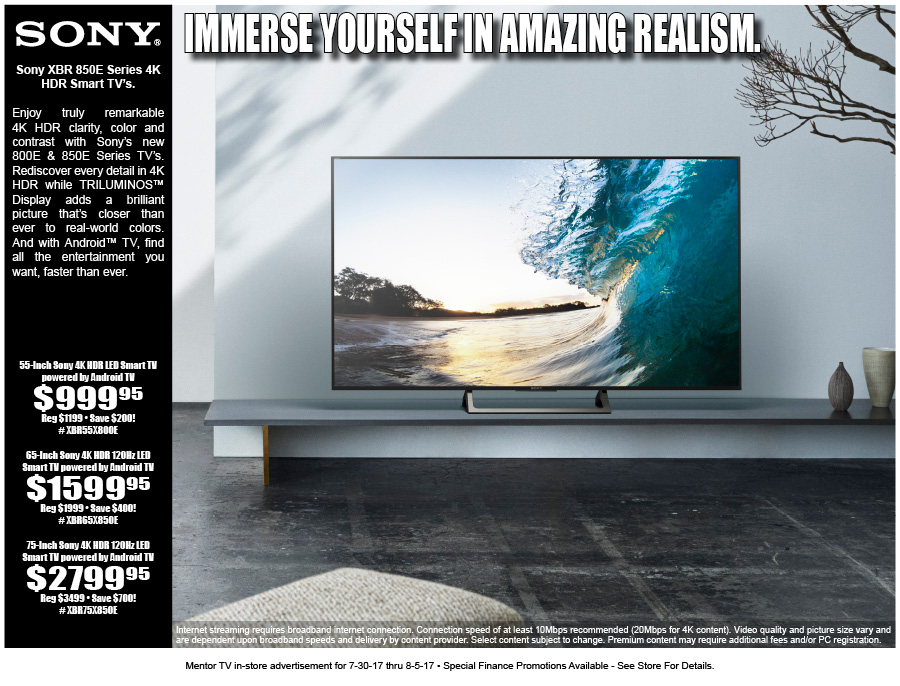 SONY®
IMMERSE YOURSELF IN AMAZING REALISM.
Sony XBR 850E Series 4K
HDR Smart TV's.
Enjoy truly remarkable
4K HDR clarity, color and
contrast with Sony's new
800E & 850E Series TV's.
Rediscover every detail in 4K
HDR while TRILUMINOS™
Display adds a brilliant
picture that's closer than
ever to real-world colors.
And with Android™ TV, find
all the entertainment you
want, faster than ever.
55-Inch Sony 4K HDR LED Smart TV
powered by Android TV
$999⁹⁵
Reg $1199 • Save $200!
# XBR55X800E
65-Inch Sony 4K HDR 120Hz LED
Smart TV powered by Android TV
$1599⁹⁵
Reg $1999 • Save $400!
# XBR65X850E
75-Inch Sony 4K HDR 120Hz LED
Smart TV powered by Android TV
$2799⁹⁵
Reg $3499 • Save $700!
# XBR75X850E
SONY
Internet streaming requires broadband internet connection. Connection speed of at least 10Mbps recommended (20Mbps for 4K content). Video quality and picture size vary and
are dependent upon broadband speeds and delivery by content provider. Select content subject to change. Premium content may require additional fees and/or PC registration.
Mentor TV in-store advertisement for 7-30-17 thru 8-5-17 • Special Finance Promotions Available - See Store For Details.